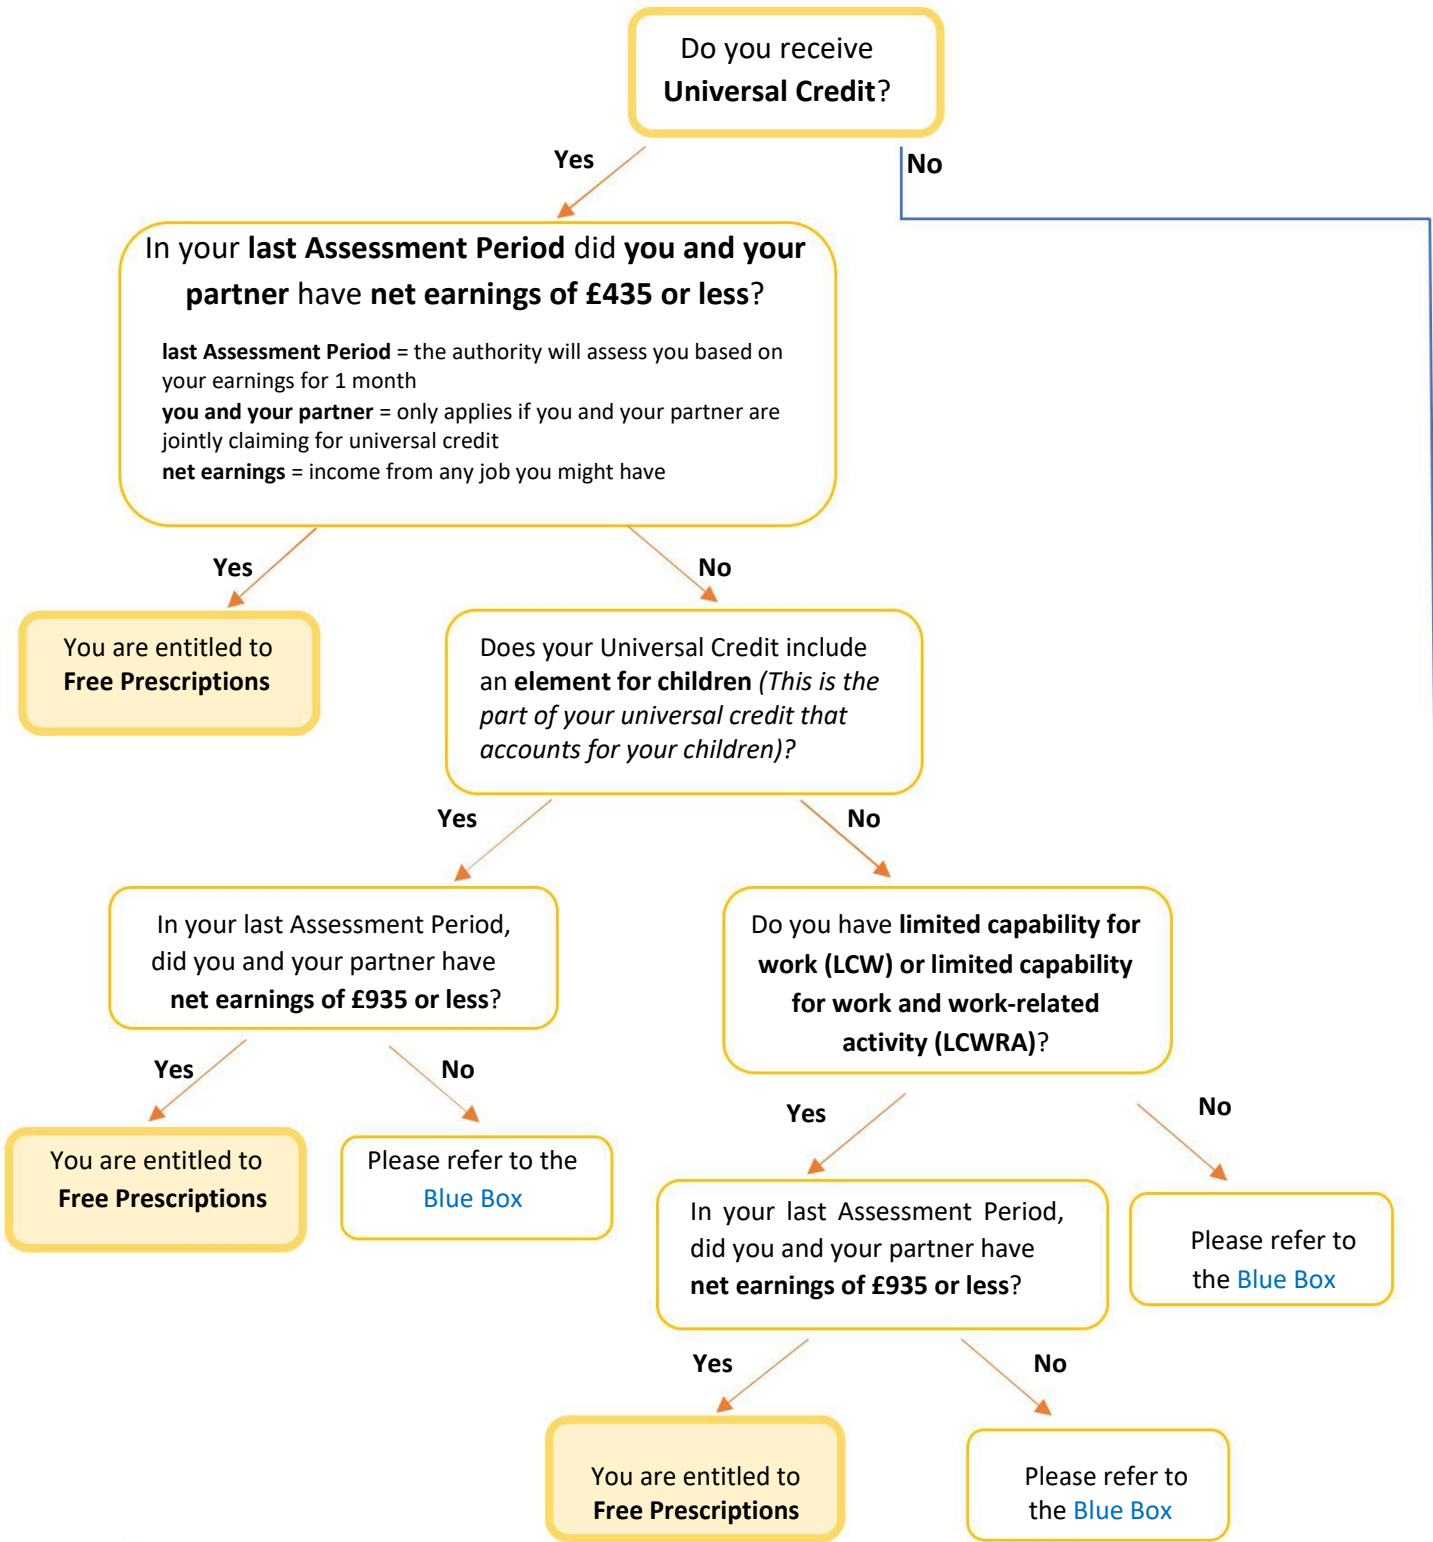 Do you receive
Universal Credit?
Yes
No
In your last Assessment Period did you and your
partner have net earnings of £435 or less?
last Assessment Period = the authority will assess you based on
your earnings for 1 month
you and your partner = only applies if you and your partner are
jointly claiming for universal credit
net earnings = income from any job you might have
Yes
No
You are entitled to
Free Prescriptions
Does your Universal Credit include
an element for children (This is the
part of your universal credit that
accounts for your children)?
Yes
No
In your last Assessment Period,
did you and your partner have
net earnings of £935 or less?
Do you have limited capability for
work (LCW) or limited capability
for work and work-related
activity (LCWRA)?
Yes
No
Yes
No
You are entitled to
Free Prescriptions
Please refer to the
Blue Box
In your last Assessment Period,
did you and your partner have
net earnings of £935 or less?
Please refer to
the Blue Box
Yes
No
You are entitled to
Free Prescriptions
Please refer to
the Blue Box